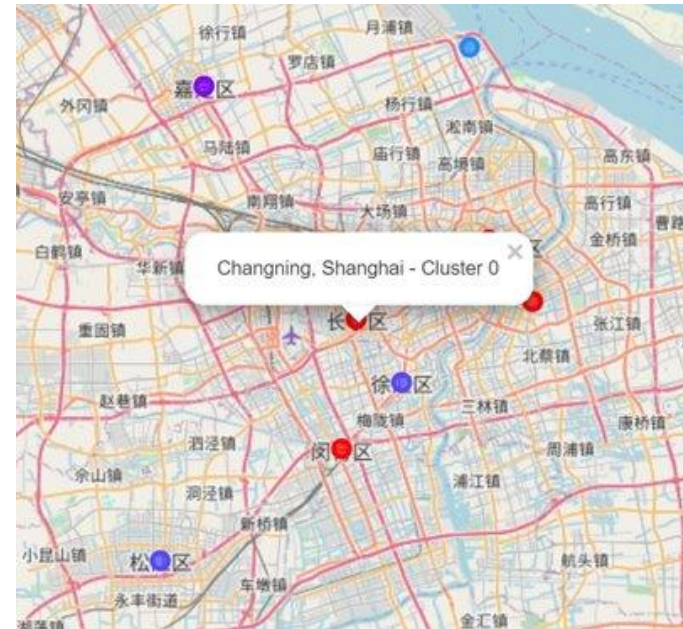 月浦镇
徐行镇
罗店镇
嘉 区
外冈镇
杨行镇
淞南镇
马陆镇
庙行镇
高境镇
高东镇
安亭镇
南翔镇
大场镇
高行镇
曹路
白鹤镇
华新镇
区
金桥镇
×
Changning, Shanghai - Cluster 0
重固镇
长 区
张江镇
北蔡镇
徐 区
赵巷镇
梅陇镇
三林镇
康桥镇
泗泾镇
闵 区
周浦镇
佘山镇
洞泾镇
浦江镇
新桥镇
小昆山镇
松 区
航头镇
车墩镇
永丰街道
金汇镇